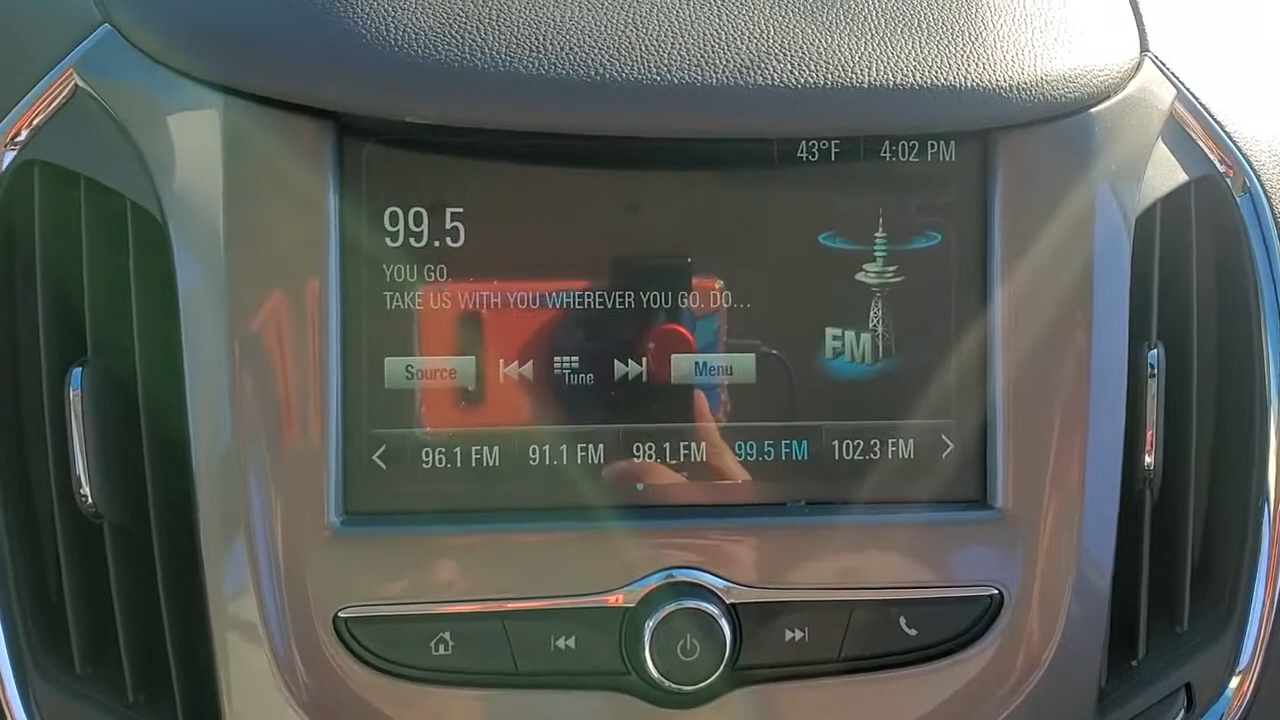 43°F 4:02 PM
99.5
YOU GO.
TAKE US WITH YOU WHEREVER YOU GO. DO...
FM
Source Tune Menu
96.1 FM 91.1 FM 98.1 FM 99.5 FM 102.3 FM